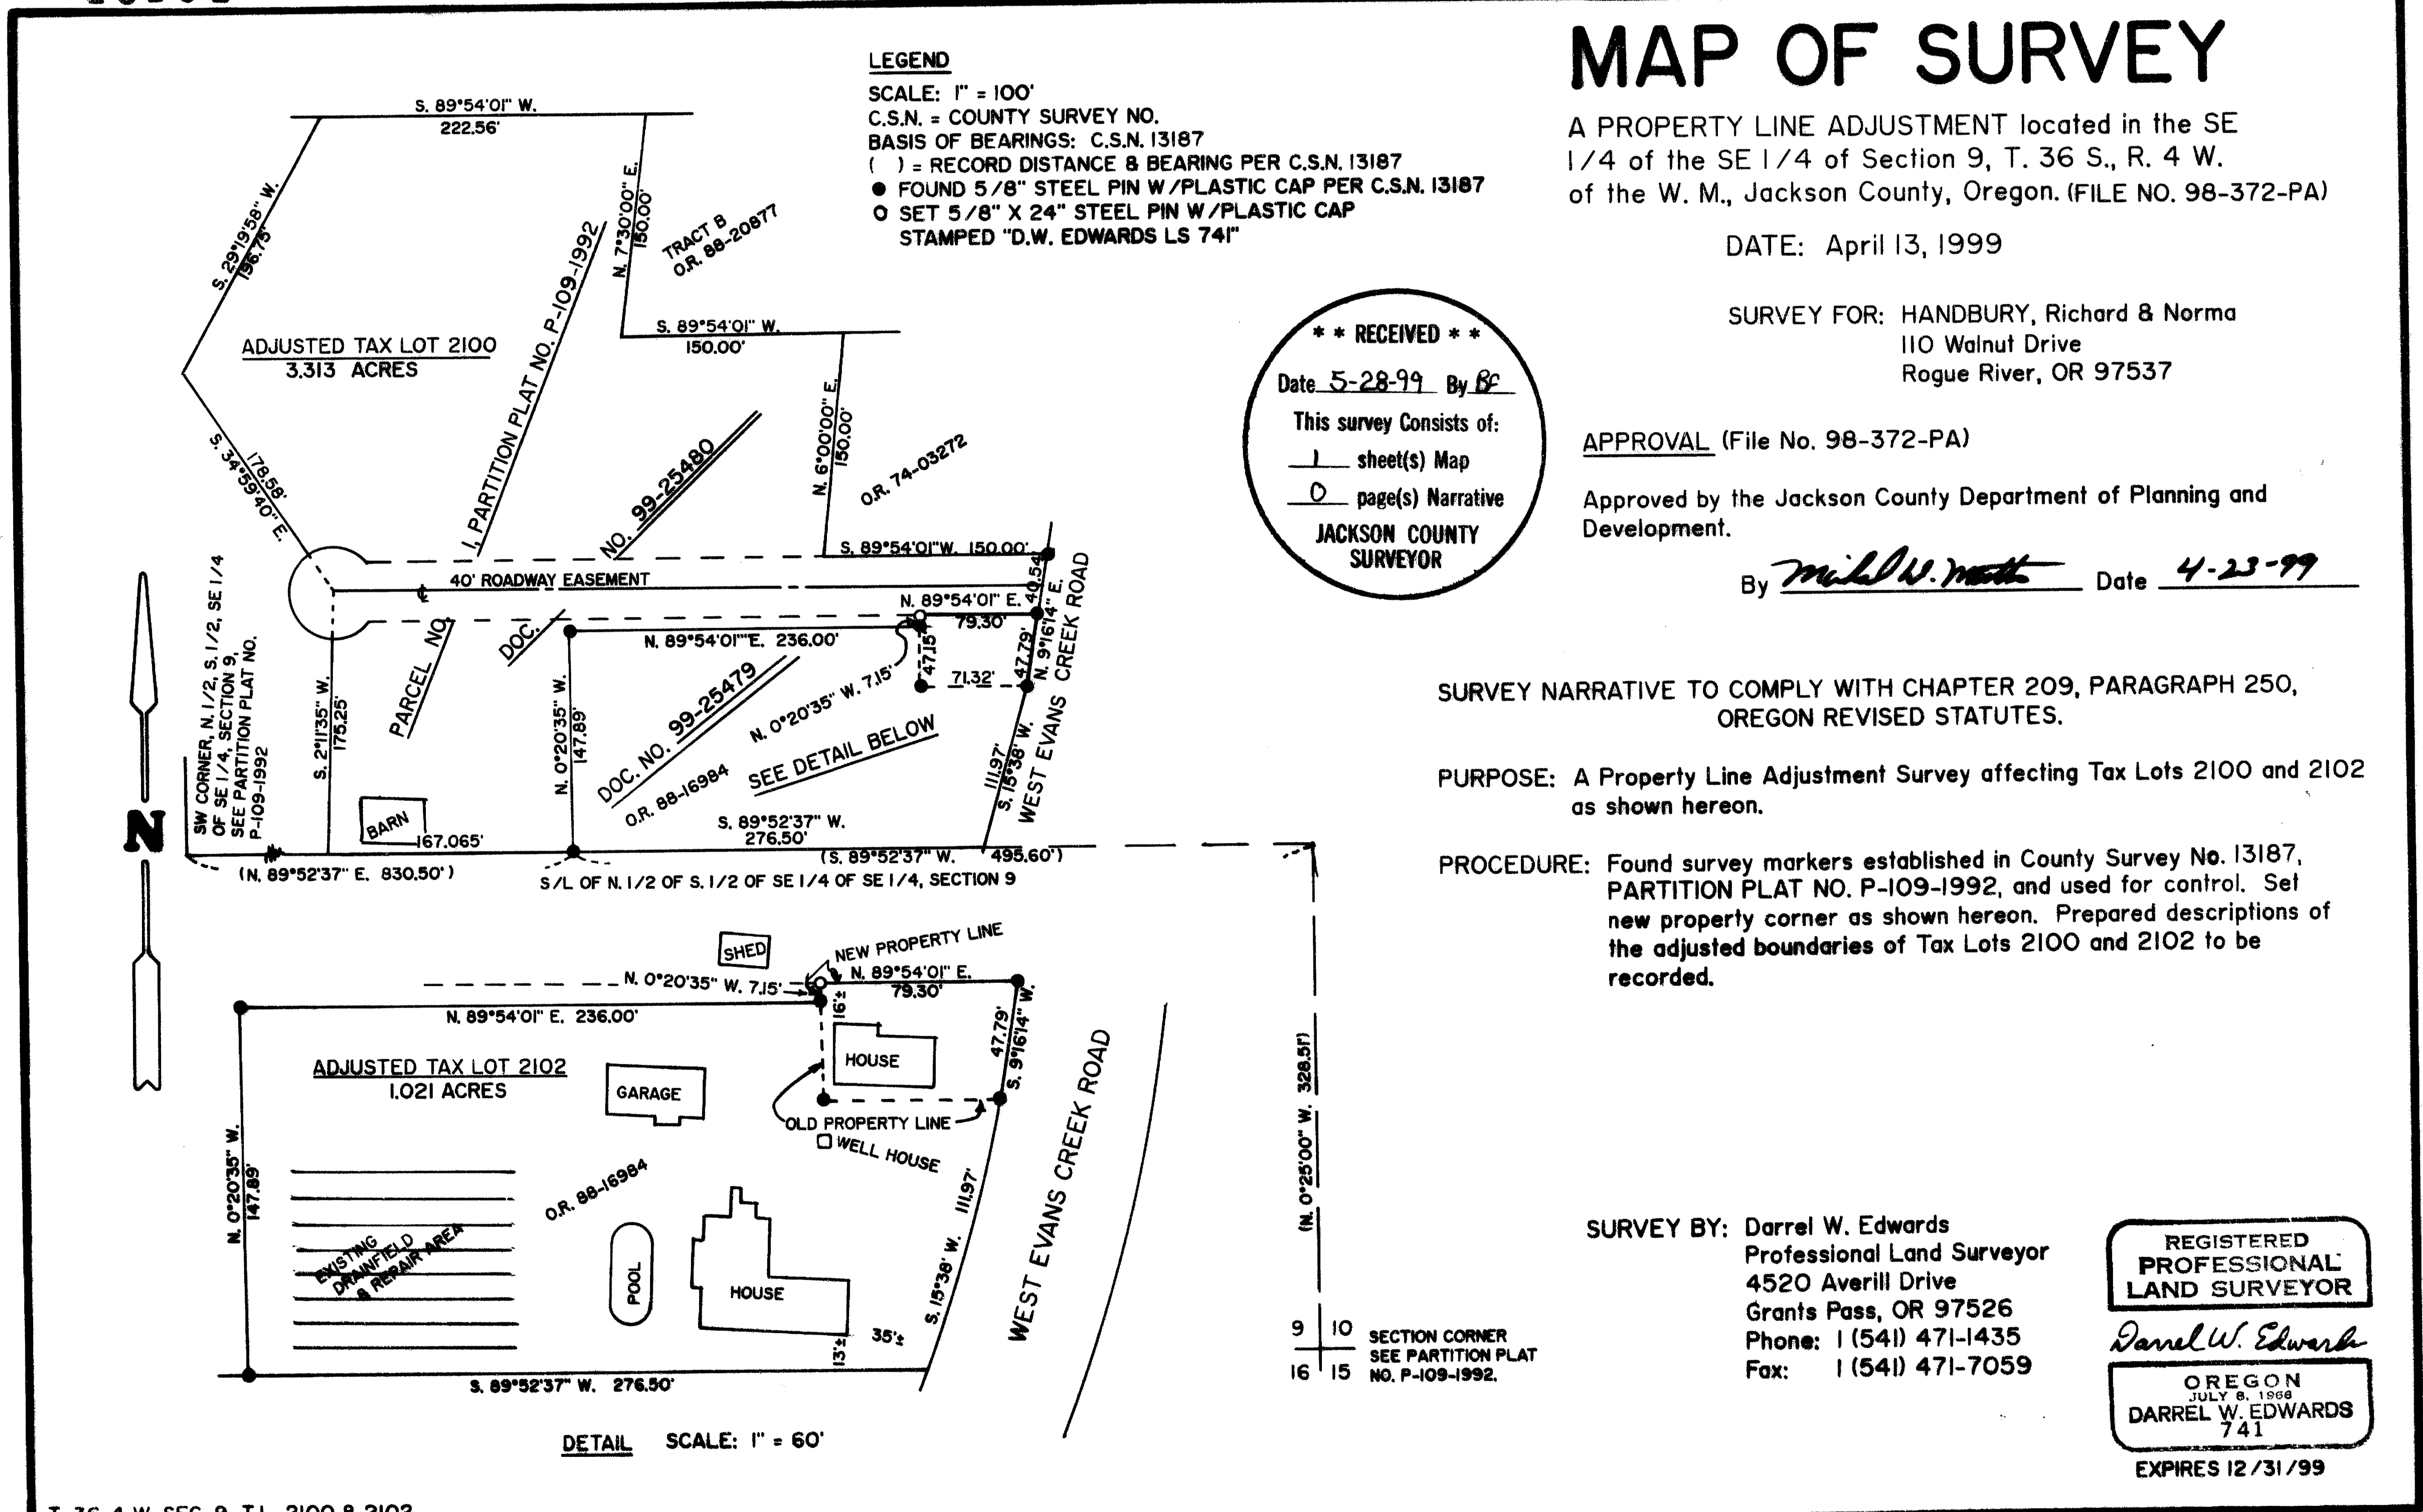 MAP OF SURVEY
A PROPERTY LINE ADJUSTMENT located in the SE
1/4 of the SE 1/4 of Section 9, T. 36 S., R. 4 W.
of the W. M., Jackson County, Oregon. (FILE NO. 98-372-PA)
DATE: April 13, 1999
SURVEY FOR: HANDBURY, Richard & Norma
110 Walnut Drive
Rogue River, OR 97537
APPROVAL (File No. 98-372-PA)
Approved by the Jackson County Department of Planning and
Development.
By Date 4-23-99
SURVEY NARRATIVE TO COMPLY WITH CHAPTER 209, PARAGRAPH 250,
OREGON REVISED STATUTES.
PURPOSE: A Property Line Adjustment Survey affecting Tax Lots 2100 and 2102
as shown hereon.
PROCEDURE: Found survey markers established in County Survey No. 13187,
PARTITION PLAT NO. P-109-1992, and used for control. Set
new property corner as shown hereon. Prepared descriptions of
the adjusted boundaries of Tax Lots 2100 and 2102 to be
recorded.
SURVEY BY: Darrel W. Edwards
Professional Land Surveyor
4520 Averill Drive
Grants Pass, OR 97526
Phone: 1 (541) 471-1435
Fax: 1 (541) 471-7059
REGISTERED
PROFESSIONAL
LAND SURVEYOR
Darrel W. Edwards
OREGON
JULY 8, 1966
DARREL W. EDWARDS
741
EXPIRES 12/31/99
LEGEND
SCALE: 1" = 100'
C.S.N. = COUNTY SURVEY NO.
BASIS OF BEARINGS: C.S.N. 13187
( ) = RECORD DISTANCE & BEARING PER C.S.N. 13187
● FOUND 5/8" STEEL PIN W/PLASTIC CAP PER C.S.N. 13187
O SET 5/8" X 24" STEEL PIN W/PLASTIC CAP
STAMPED "D.W. EDWARDS LS 741"
* * RECEIVED * *
Date 5-28-99 By BF
This survey Consists of:
1 sheet(s) Map
0 page(s) Narrative
JACKSON COUNTY
SURVEYOR
S. 89°54'01" W.
222.56'
S. 29°19'58" W.
196.75'
N. 7°30'00" E.
150.00'
TRACT B
O.R. 88-20877
S. 89°54'01" W.
150.00'
ADJUSTED TAX LOT 2100
3.313 ACRES
PARCEL NO. 1, PARTITION PLAT NO. P-109-1992
DOC. NO. 99-25480
N. 6°00'00" E.
150.00'
O.R. 74-03272
178.58'
S. 34°59'40" E.
S. 89°54'01"W. 150.00'
40' ROADWAY EASEMENT
℄
40.54'
N. 89°54'01" E.
79.30'
N. 89°54'01" E. 236.00'
47.15'
47.79'
N. 9°16'14" E.
71.32'
N. 0°20'35" W. 7.15'
WEST EVANS CREEK ROAD
SW CORNER, N.1/2, S.1/2, SE 1/4
OF SE 1/4, SECTION 9,
SEE PARTITION PLAT NO.
P-109-1992
S. 2°11'35" W.
175.25'
N. 0°20'35" W.
147.89'
DOC. NO. 99-25479
O.R. 88-16984
SEE DETAIL BELOW
111.97'
S. 15°38' W.
BARN
167.065'
S. 89°52'37" W.
276.50'
(S. 89°52'37" W. 495.60')
(N. 89°52'37" E. 830.50')
S/L OF N. 1/2 OF S. 1/2 OF SE 1/4 OF SE 1/4, SECTION 9
N
SHED
NEW PROPERTY LINE
N. 0°20'35" W. 7.15'
N. 89°54'01" E.
79.30'
16'±
N. 89°54'01" E. 236.00'
ADJUSTED TAX LOT 2102
1.021 ACRES
GARAGE
HOUSE
47.79'
S. 9°16'14" W.
OLD PROPERTY LINE
WELL HOUSE
N. 0°20'35" W.
147.89'
O.R. 88-16984
EXISTING
DRAINFIELD
& REPAIR AREA
POOL
HOUSE
13'±
35'±
S. 15°38' W. 111.97'
WEST EVANS CREEK ROAD
S. 89°52'37" W. 276.50'
DETAIL SCALE: 1" = 60'
(N. 0°25'00" W. 328.51')
9 10
16 15
SECTION CORNER
SEE PARTITION PLAT
NO. P-109-1992.